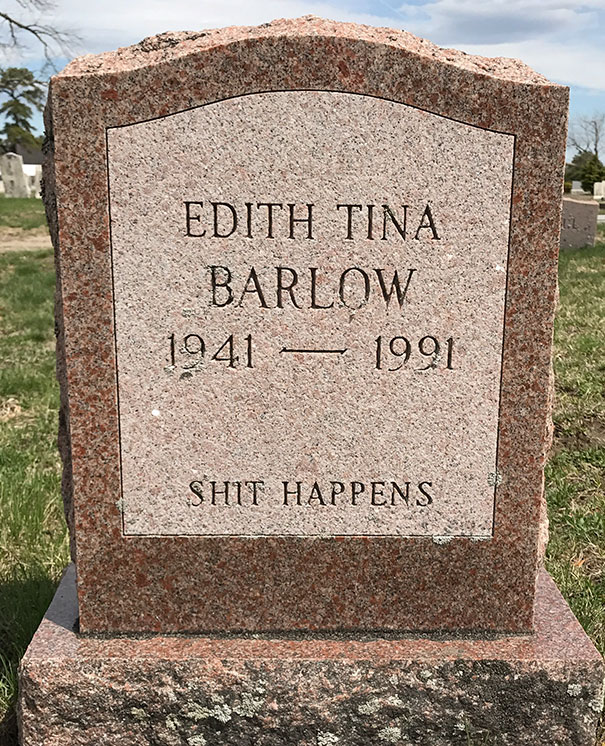 EDITH TINA
BARLOW
1941 — 1991
SHIT HAPPENS